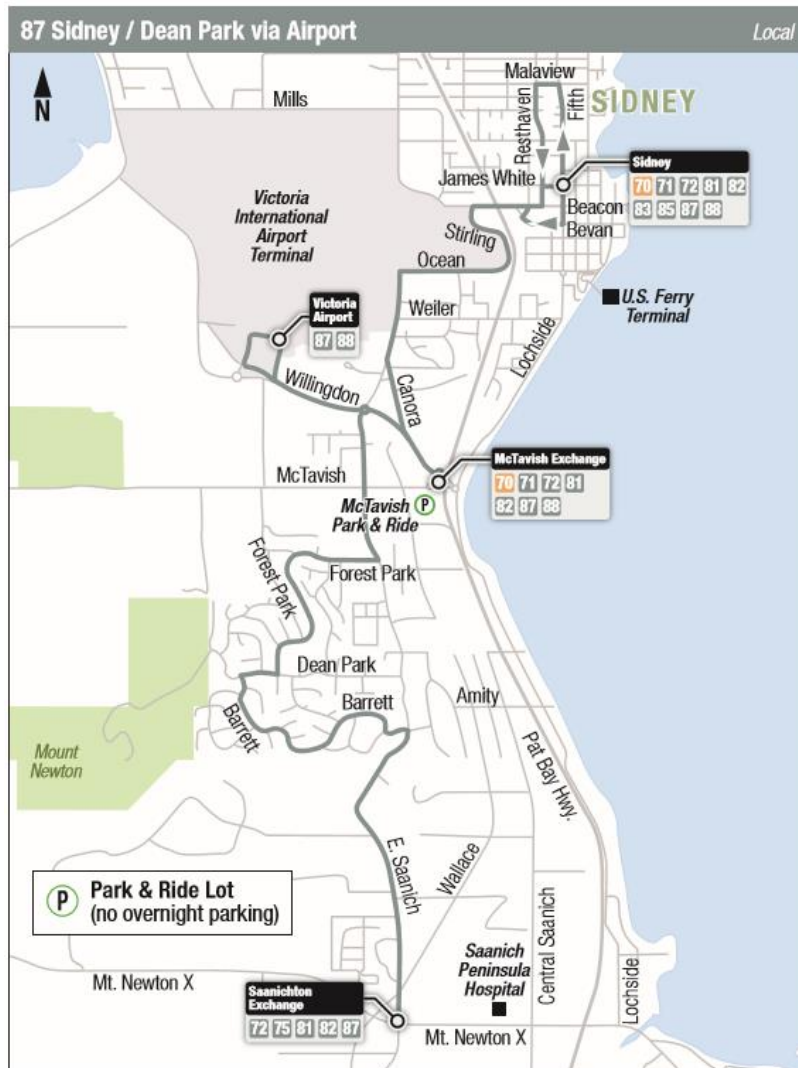 87 Sidney / Dean Park via Airport
Local
N
Mills
Malaview
Resthaven
Fifth
SIDNEY
Sidney
70 71 72 81 82
83 85 87 88
James White
Beacon
Bevan
Victoria
International
Airport
Terminal
Stirling
Ocean
Weiler
U.S. Ferry
Terminal
Lochside
Victoria
Airport
87 88
Willingdon
Canora
McTavish
McTavish Exchange
70 71 72 81
82 87 88
McTavish
Park & Ride
P
Forest Park
Forest Park
Dean Park
Barrett
Barrett
Amity
Mount
Newton
Pat Bay Hwy.
E. Saanich
Wallace
Central Saanich
P
Park & Ride Lot
(no overnight parking)
Saanich
Peninsula
Hospital
Lochside
Mt. Newton X
Saanichton
Exchange
72 75 81 82 87
Mt. Newton X